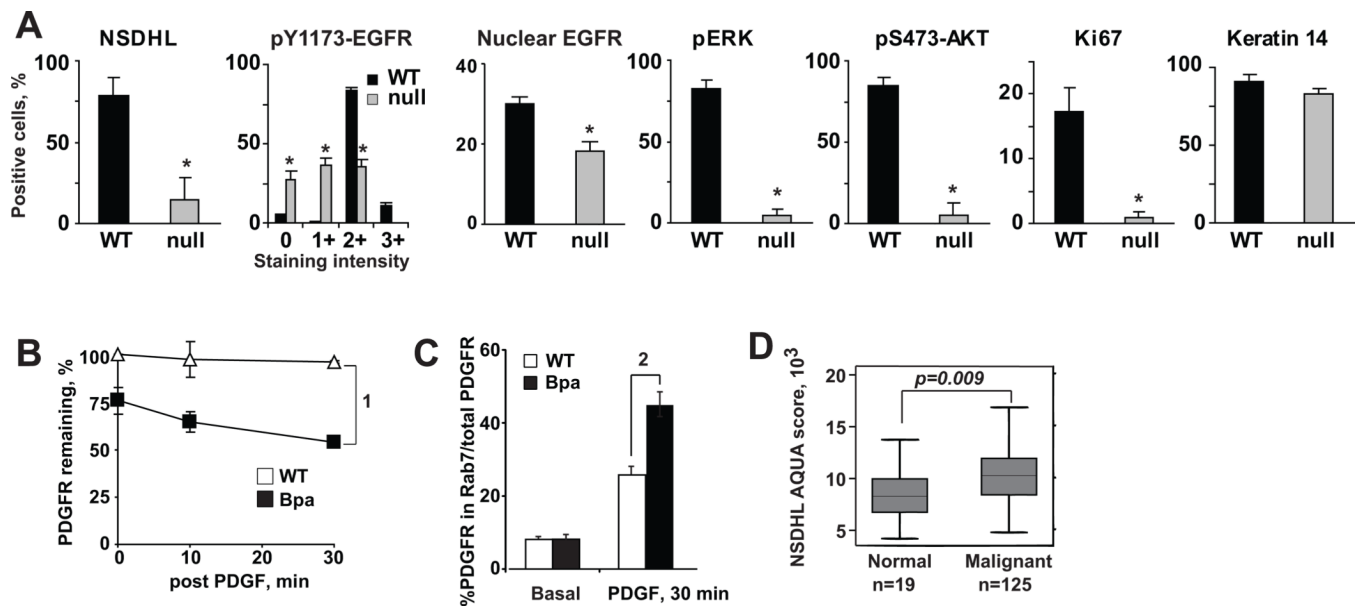 A
NSDHL
Positive cells, %
100
50
0
*
WT
null
pY1173-EGFR
WT
null
100
50
0
*
*
*
0
1+
2+
3+
Staining intensity
Nuclear EGFR
40
20
0
*
WT
null
pERK
100
50
0
*
WT
null
pS473-AKT
100
50
0
*
WT
null
Ki67
20
10
0
*
WT
null
Keratin 14
100
50
0
WT
null
B
PDGFR remaining, %
100
75
50
25
0
1
WT
Bpa
0
10
20
30
post PDGF, min
C
%PDGFR in Rab7/total PDGFR
60
40
20
0
WT
Bpa
2
Basal
PDGF, 30 min
D
NSDHL AQUA score, 10³
20
15
10
5
p=0.009
Normal
n=19
Malignant
n=125